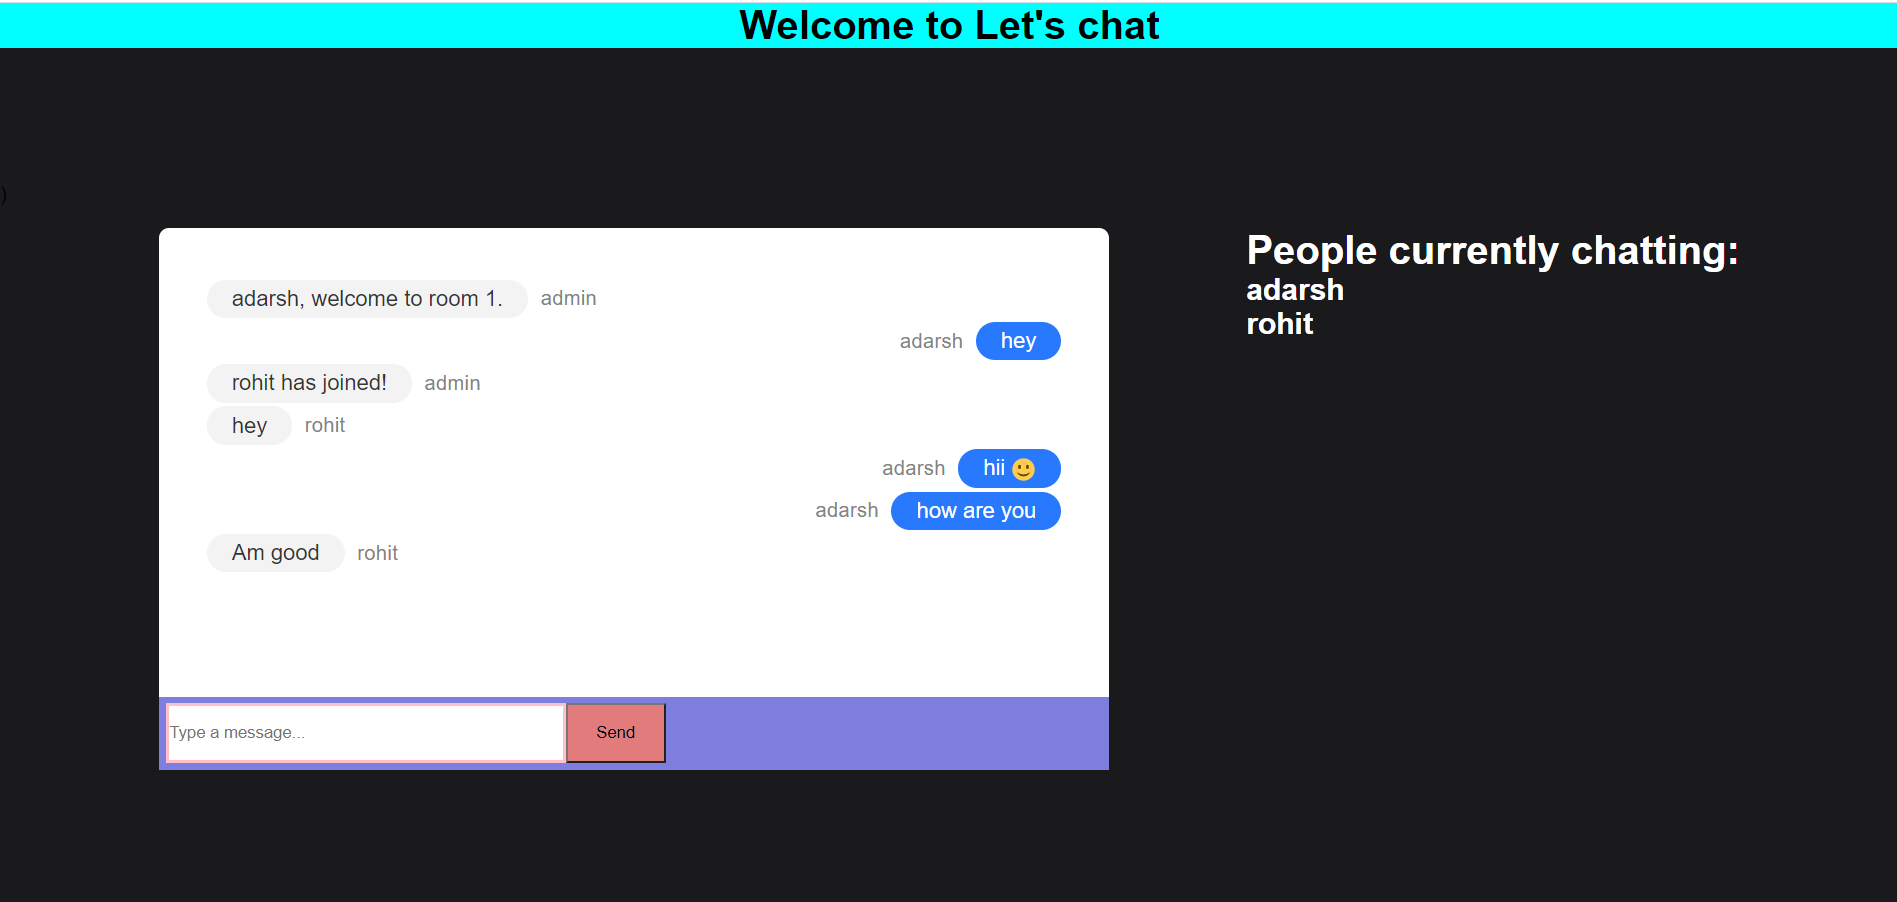 Welcome to Let's chat
)
adarsh, welcome to room 1. admin
adarsh hey
rohit has joined! admin
hey rohit
adarsh hii 🙂
adarsh how are you
Am good rohit
Type a message... Send
People currently chatting:
adarsh
rohit